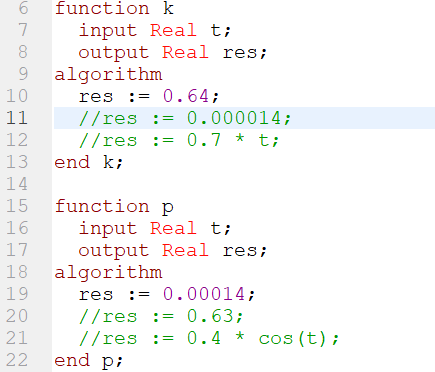 6 function k
7 input Real t;
8 output Real res;
9 algorithm
10 res := 0.64;
11 //res := 0.000014;
12 //res := 0.7 * t;
13 end k;
14
15 function p
16 input Real t;
17 output Real res;
18 algorithm
19 res := 0.00014;
20 //res := 0.63;
21 //res := 0.4 * cos(t);
22 end p;